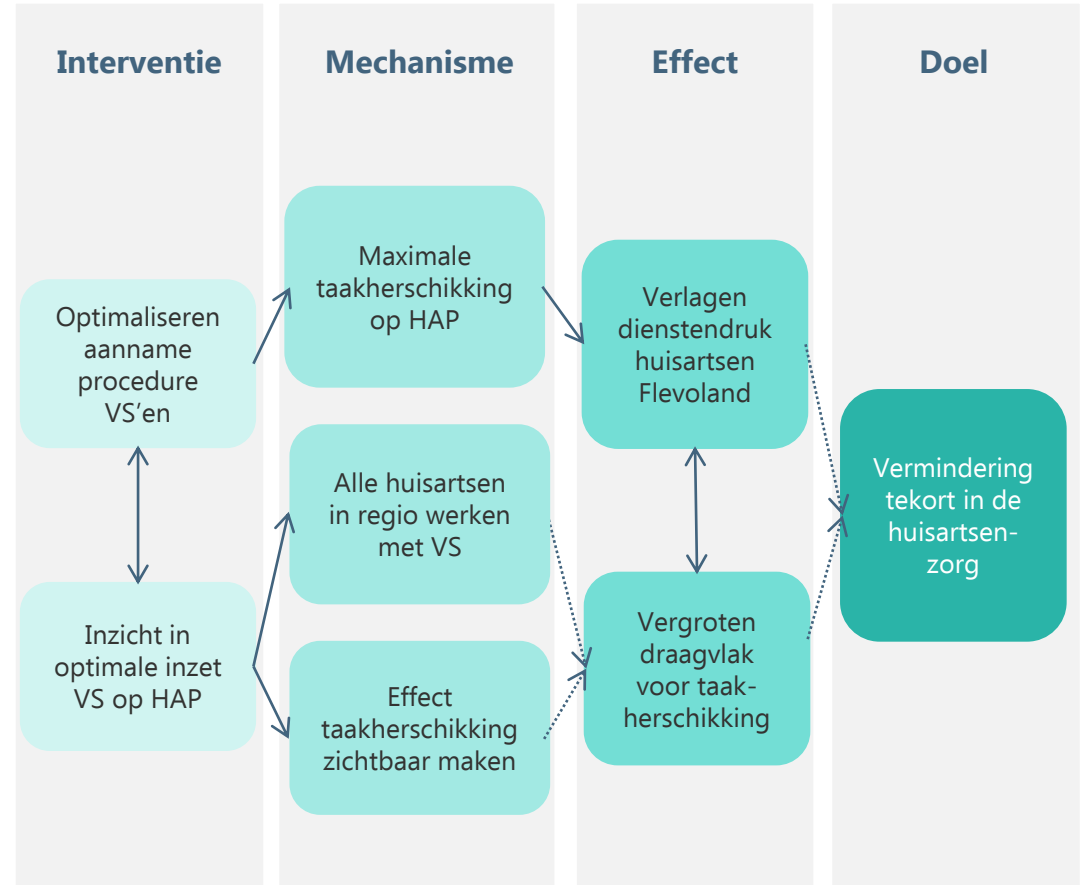 Interventie
Mechanisme
Effect
Doel
Optimaliseren
aanname
procedure
VS'en
Inzicht in
optimale inzet
VS op HAP
Maximale
taakherschikking
op HAP
Alle huisartsen
in regio werken
met VS
Effect
taakherschikking
zichtbaar maken
Verlagen
dienstendruk
huisartsen
Flevoland
Vergroten
draagvlak
voor taak-
herschikking
Vermindering
tekort in de
huisartsen-
zorg